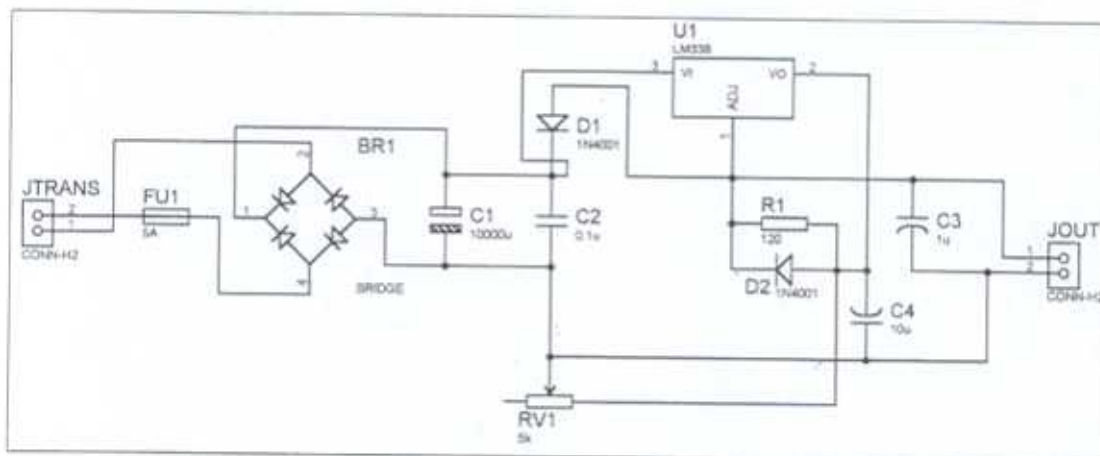 U1
LM338
3
VI
VO
2
ADJ
1
BR1
2
D1
1N4001
JTRANS
2
1
CONN-H2
FU1
5A
1
3
4
BRIDGE
C1
10000u
C2
0.1u
R1
120
D2
1N4001
C3
1u
C4
10u
JOUT
1
2
CONN-H2
RV1
5k